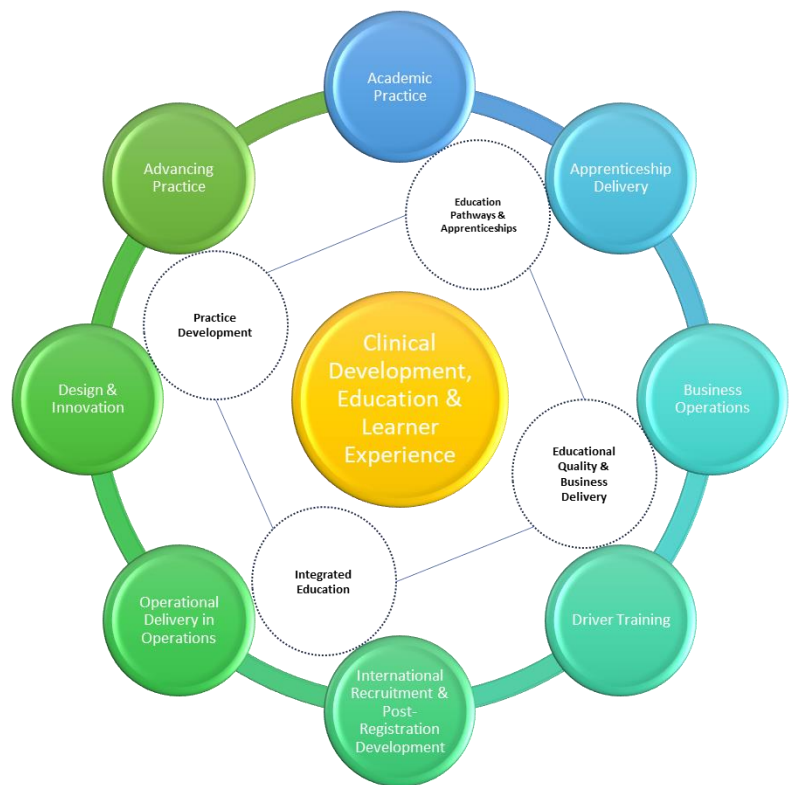 Academic
Practice
Apprenticeship
Delivery
Business
Operations
Driver Training
International
Recruitment &
Post-
Registration
Development
Operational
Delivery in
Operations
Design &
Innovation
Advancing
Practice
Education
Pathways &
Apprenticeships
Educational
Quality &
Business
Delivery
Integrated
Education
Practice
Development
Clinical
Development,
Education &
Learner
Experience